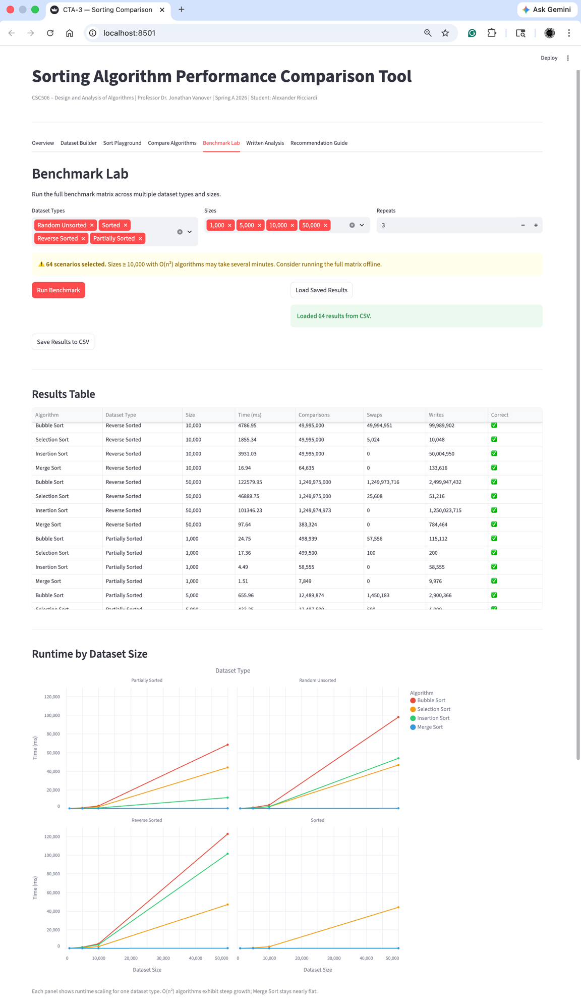 CTA-3 — Sorting Comparison
Ask Gemini
localhost:8501
Deploy
Sorting Algorithm Performance Comparison Tool
CSC506 – Design and Analysis of Algorithms | Professor Dr. Jonathan Vanover | Spring A 2026 | Student: Alexander Ricciardi
Overview Dataset Builder Sort Playground Compare Algorithms Benchmark Lab Written Analysis Recommendation Guide
Benchmark Lab
Run the full benchmark matrix across multiple dataset types and sizes.
Dataset Types Sizes Repeats
Random Unsorted × Sorted × 1,000 × 5,000 × 10,000 × 50,000 × 3 − +
Reverse Sorted × Partially Sorted ×
⚠️ 64 scenarios selected. Sizes ≥ 10,000 with O(n²) algorithms may take several minutes. Consider running the full matrix offline.
Run Benchmark Load Saved Results
Loaded 64 results from CSV.
Save Results to CSV
Results Table
Algorithm Dataset Type Size Time (ms) Comparisons Swaps Writes Correct
Bubble Sort Reverse Sorted 10,000 4786.95 49,995,000 49,994,951 99,989,902 ✅
Selection Sort Reverse Sorted 10,000 1855.34 49,995,000 5,024 10,048 ✅
Insertion Sort Reverse Sorted 10,000 3931.03 49,995,000 0 50,004,950 ✅
Merge Sort Reverse Sorted 10,000 16.94 64,635 0 133,616 ✅
Bubble Sort Reverse Sorted 50,000 122579.95 1,249,975,000 1,249,973,716 2,499,947,432 ✅
Selection Sort Reverse Sorted 50,000 46889.75 1,249,975,000 25,608 51,216 ✅
Insertion Sort Reverse Sorted 50,000 101346.23 1,249,974,973 0 1,250,023,715 ✅
Merge Sort Reverse Sorted 50,000 97.64 383,324 0 784,464 ✅
Bubble Sort Partially Sorted 1,000 24.75 498,939 57,556 115,112 ✅
Selection Sort Partially Sorted 1,000 17.36 499,500 100 200 ✅
Insertion Sort Partially Sorted 1,000 4.49 58,555 0 58,555 ✅
Merge Sort Partially Sorted 1,000 1.51 7,849 0 9,976 ✅
Bubble Sort Partially Sorted 5,000 655.96 12,489,874 1,450,183 2,900,366 ✅
Selection Sort Partially Sorted 5,000 12,497,500 500 1,000 ✅
Runtime by Dataset Size
Dataset Type
Partially Sorted Random Unsorted
Algorithm
Bubble Sort
Selection Sort
Insertion Sort
Merge Sort
120,000
100,000
80,000
60,000
40,000
20,000
0
Time (ms)
Reverse Sorted Sorted
120,000
100,000
80,000
60,000
40,000
20,000
0
Time (ms)
0 10,000 20,000 30,000 40,000 50,000 0 10,000 20,000 30,000 40,000 50,000
Dataset Size Dataset Size
Each panel shows runtime scaling for one dataset type. O(n²) algorithms exhibit steep growth; Merge Sort stays nearly flat.